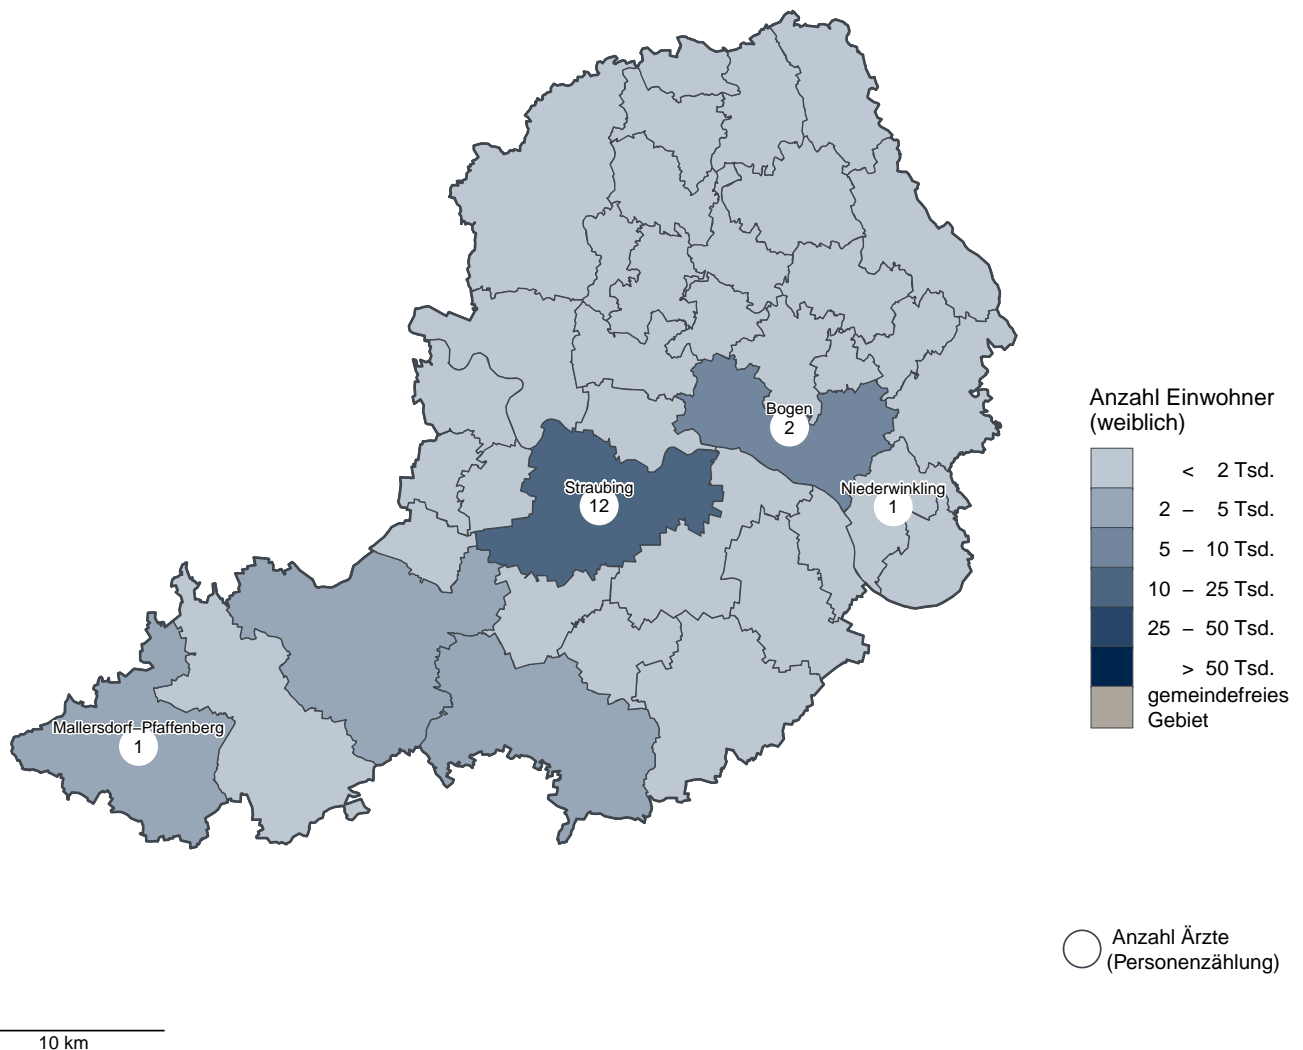 Bogen
2
Straubing
12
Niederwinkling
1
Mallersdorf–Pfaffenberg
1
Anzahl Einwohner
(weiblich)
< 2 Tsd.
2 – 5 Tsd.
5 – 10 Tsd.
10 – 25 Tsd.
25 – 50 Tsd.
> 50 Tsd.
gemeindefreies
Gebiet
Anzahl Ärzte
(Personenzählung)
10 km